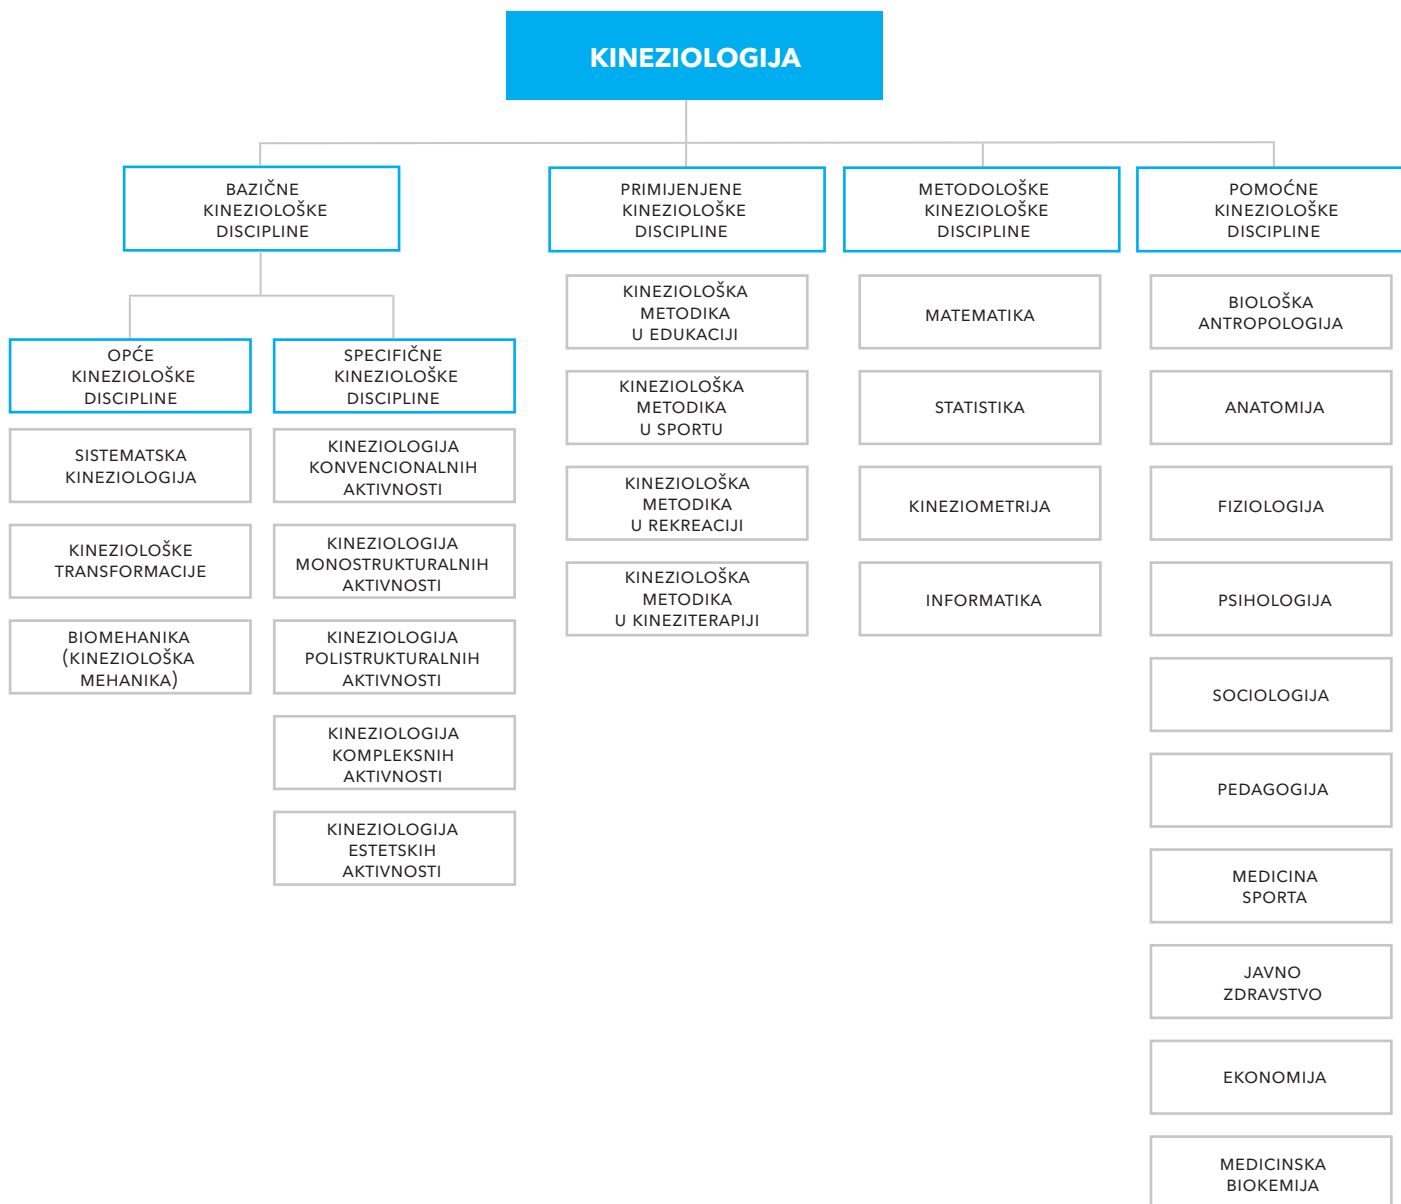 KINEZIOLOGIJA
BAZIČNE
KINEZIOLOŠKE
DISCIPLINE
OPĆE
KINEZIOLOŠKE
DISCIPLINE
SISTEMATSKA
KINEZIOLOGIJA
KINEZIOLOŠKE
TRANSFORMACIJE
BIOMEHANIKA
(KINEZIOLOŠKA
MEHANIKA)
SPECIFIČNE
KINEZIOLOŠKE
DISCIPLINE
KINEZIOLOGIJA
KONVENCIONALNIH
AKTIVNOSTI
KINEZIOLOGIJA
MONOSTRUKTURALNIH
AKTIVNOSTI
KINEZIOLOGIJA
POLISTRUKTURALNIH
AKTIVNOSTI
KINEZIOLOGIJA
KOMPLEKSNIH
AKTIVNOSTI
KINEZIOLOGIJA
ESTETSKIH
AKTIVNOSTI
PRIMIJENJENE
KINEZIOLOŠKE
DISCIPLINE
KINEZIOLOŠKA
METODIKA
U EDUKACIJI
KINEZIOLOŠKA
METODIKA
U SPORTU
KINEZIOLOŠKA
METODIKA
U REKREACIJI
KINEZIOLOŠKA
METODIKA
U KINEZITERAPIJI
METODOLOŠKE
KINEZIOLOŠKE
DISCIPLINE
MATEMATIKA
STATISTIKA
KINEZIOMETRIJA
INFORMATIKA
POMOĆNE
KINEZIOLOŠKE
DISCIPLINE
BIOLOŠKA
ANTROPOLOGIJA
ANATOMIJA
FIZIOLOGIJA
PSIHOLOGIJA
SOCIOLOGIJA
PEDAGOGIJA
MEDICINA
SPORTA
JAVNO
ZDRAVSTVO
EKONOMIJA
MEDICINSKA
BIOKEMIJA